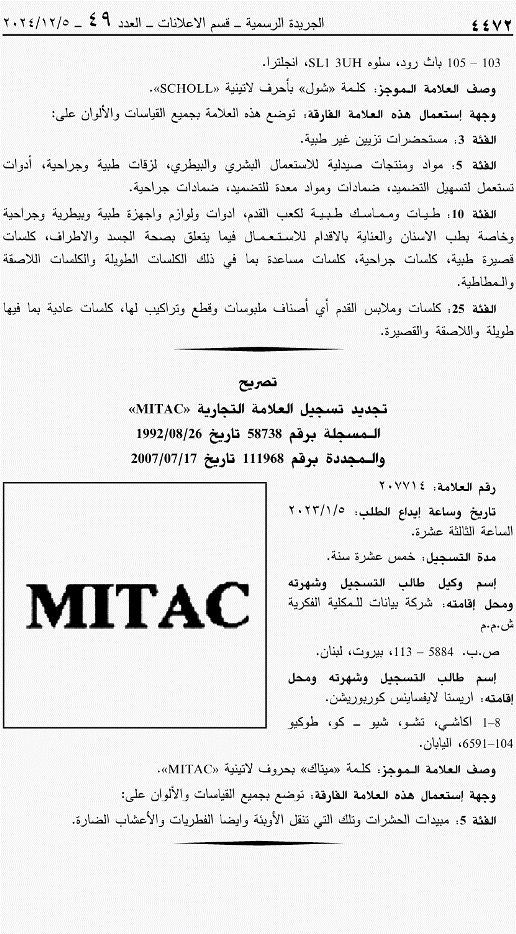 ٤٤٧٢ الجريدة الرسمية ــ قسم الاعلانات ــ العدد ٤٩ ــ ٢٠٢٤/١٢/٥
103 – 105 باث رود، سلوه SL1 3UH، انجلترا.
وصف العلامة الموجز: كلمة «شول» بأحرف لاتينية «SCHOLL».
وجهة إستعمال هذه العلامة الفارقة: توضع هذه العلامة بجميع القياسات والألوان على:
الفئة 3: مستحضرات تزيين غير طبية.
الفئة 5: مواد ومنتجات صيدلية للاستعمال البشري والبيطري، لزقات طبية وجراحية، أدوات
تستعمل لتسهيل التضميد، ضمادات ومواد معدة للتضميد، ضمادات جراحية.
الفئة 10: طبات ومماسك طبية لكعب القدم، ادوات ولوازم واجهزة طبية وبيطرية وجراحية
وخاصة بطب الاسنان والعناية بالاقدام للاستعمال فيما يتعلق بصحة الجسد والاطراف، كلسات
قصيرة طبية، كلسات جراحية، كلسات مساعدة بما في ذلك الكلسات الطويلة والكلسات اللاصقة
والمطاطية.
الفئة 25: كلسات وملابس القدم أي أصناف ملبوسات وقطع وتراكيب لها، كلسات عادية بما فيها
طويلة واللاصقة والقصيرة.
تصريح
تجديد تسجيل العلامة التجارية «MITAC»
المسجلة برقم 58738 تاريخ 1992/08/26
والمجددة برقم 111968 تاريخ 2007/07/17
رقم العلامة: ٢٠٧٧١٤
تاريخ وساعة إيداع الطلب: ٢٠٢٣/١/٥
الساعة الثالثة عشرة.
مدة التسجيل: خمس عشرة سنة.
إسم وكيل طالب التسجيل وشهرته
ومحل إقامته: شركة بيانات للمكلية الفكرية
ش.م.م
ص.ب. 5884 – 113، بيروت، لبنان.
إسم طالب التسجيل وشهرته ومحل
إقامته: اريستا لايفساينس كوربوريشن.
8–1 اكاشي، تشو، شيو ــ كو، طوكيو
104–6591، اليابان.
MITAC
وصف العلامة الموجز: كلمة «ميتاك» بحروف لاتينية «MITAC».
وجهة إستعمال هذه العلامة الفارقة: توضع بجميع القياسات والألوان على:
الفئة 5: مبيدات الحشرات وتلك التي تنقل الأوبئة وايضا الفطريات والأعشاب الضارة.